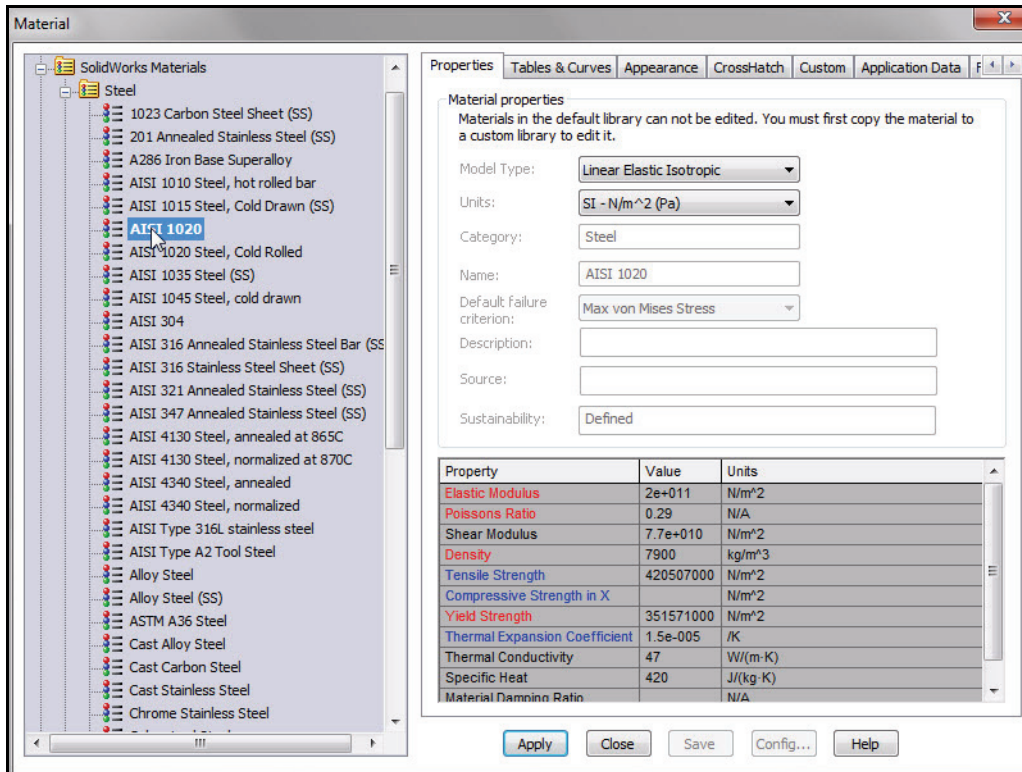 Material
SolidWorks Materials
Steel
1023 Carbon Steel Sheet (SS)
201 Annealed Stainless Steel (SS)
A286 Iron Base Superalloy
AISI 1010 Steel, hot rolled bar
AISI 1015 Steel, Cold Drawn (SS)
AISI 1020
AISI 1020 Steel, Cold Rolled
AISI 1035 Steel (SS)
AISI 1045 Steel, cold drawn
AISI 304
AISI 316 Annealed Stainless Steel Bar (SS
AISI 316 Stainless Steel Sheet (SS)
AISI 321 Annealed Stainless Steel (SS)
AISI 347 Annealed Stainless Steel (SS)
AISI 4130 Steel, annealed at 865C
AISI 4130 Steel, normalized at 870C
AISI 4340 Steel, annealed
AISI 4340 Steel, normalized
AISI Type 316L stainless steel
AISI Type A2 Tool Steel
Alloy Steel
Alloy Steel (SS)
ASTM A36 Steel
Cast Alloy Steel
Cast Carbon Steel
Cast Stainless Steel
Chrome Stainless Steel
Properties Tables & Curves Appearance CrossHatch Custom Application Data F
Material properties
Materials in the default library can not be edited. You must first copy the material to
a custom library to edit it.
Model Type: Linear Elastic Isotropic
Units: SI - N/m^2 (Pa)
Category: Steel
Name: AISI 1020
Default failure
criterion: Max von Mises Stress
Description:
Source:
Sustainability: Defined
Property Value Units
Elastic Modulus 2e+011 N/m^2
Poissons Ratio 0.29 N/A
Shear Modulus 7.7e+010 N/m^2
Density 7900 kg/m^3
Tensile Strength 420507000 N/m^2
Compressive Strength in X N/m^2
Yield Strength 351571000 N/m^2
Thermal Expansion Coefficient 1.5e-005 /K
Thermal Conductivity 47 W/(m·K)
Specific Heat 420 J/(kg·K)
Material Damping Ratio N/A
Apply Close Save Config... Help